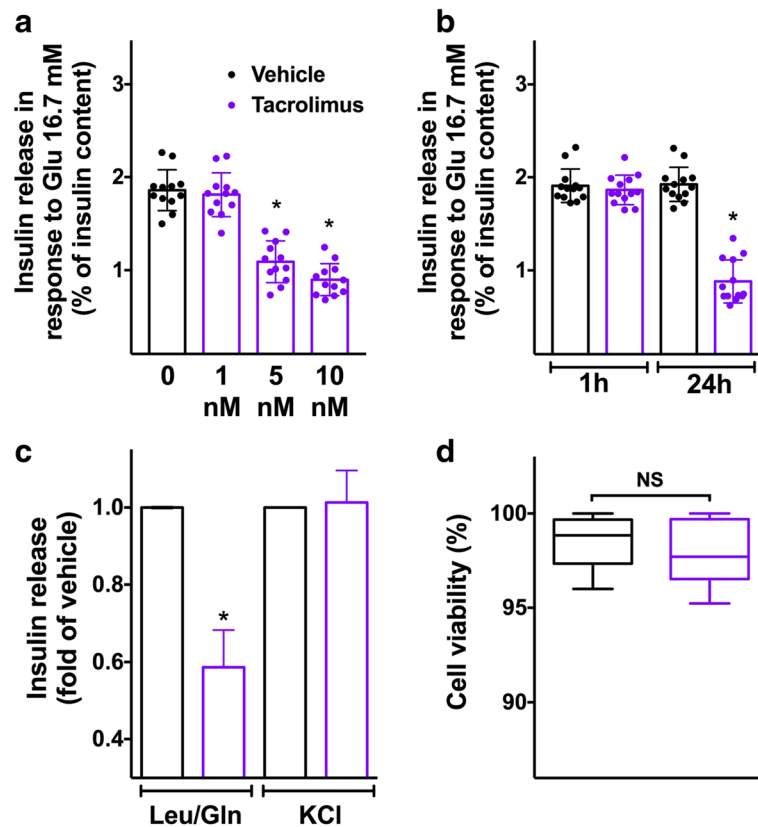 a
Insulin release in
response to Glu 16.7 mM
(% of insulin content)
3
2
1
Vehicle
Tacrolimus
*
*
0
1
nM
5
nM
10
nM
b
Insulin release in
response to Glu 16.7 mM
(% of insulin content)
3
2
1
*
1h
24h
c
Insulin release
(fold of vehicle)
1.0
0.8
0.6
0.4
*
Leu/Gln
KCl
d
Cell viability (%)
100
95
90
NS